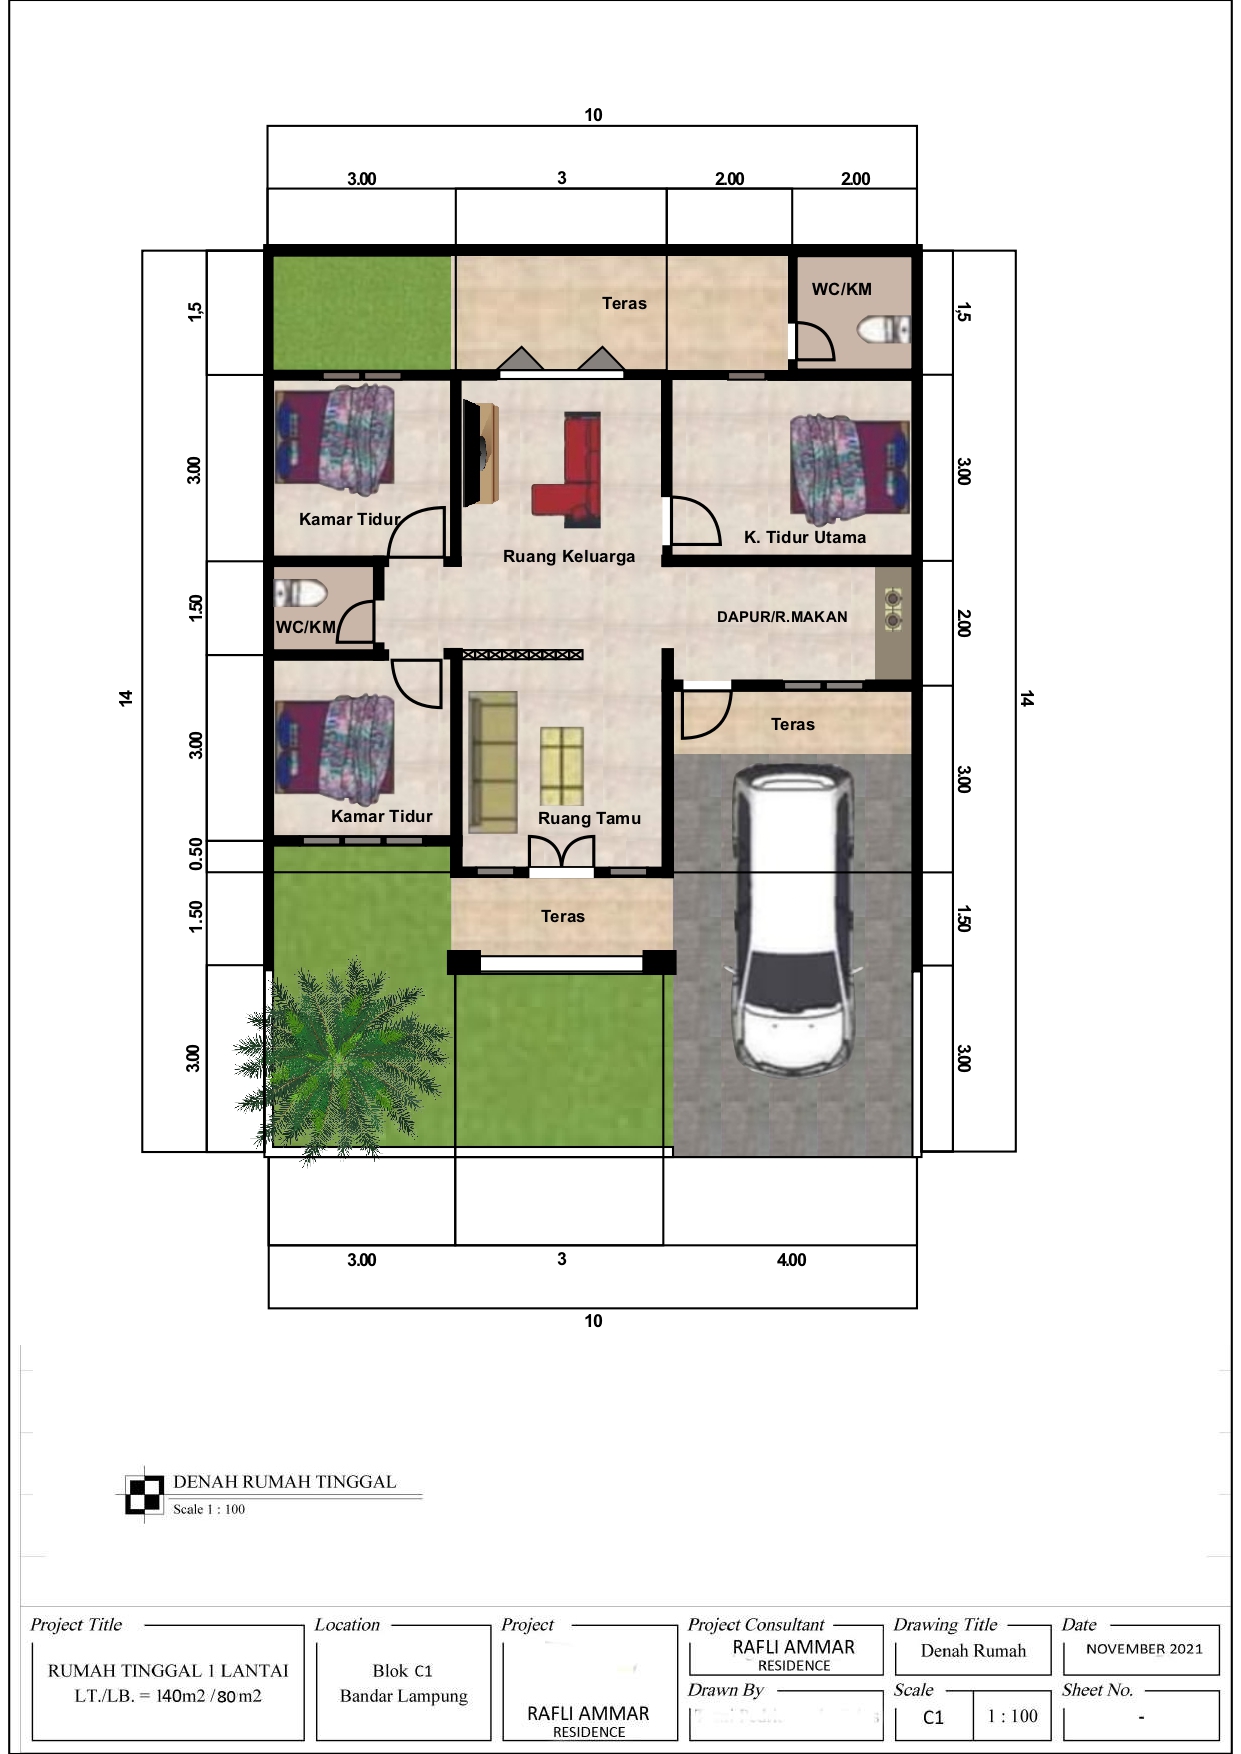 10
3.00 3 2.00 2.00
1,5
Teras
WC/KM
1,5
3.00
Kamar Tidur
Ruang Keluarga
K. Tidur Utama
3.00
1.50
WC/KM
DAPUR/R.MAKAN
2.00
14
14
3.00
Kamar Tidur
Ruang Tamu
Teras
3.00
0.50
1.50
Teras
1.50
3.00
3.00
3.00 3 4.00
10
DENAH RUMAH TINGGAL
Scale 1 : 100
Project Title
RUMAH TINGGAL 1 LANTAI
LT./LB. = 140m2 /80m2
Location
Blok C1
Bandar Lampung
Project
RAFLI AMMAR
RESIDENCE
Project Consultant
RAFLI AMMAR
RESIDENCE
Drawn By
Drawing Title
Denah Rumah
Scale
C1
1 : 100
Date
NOVEMBER 2021
Sheet No.
-